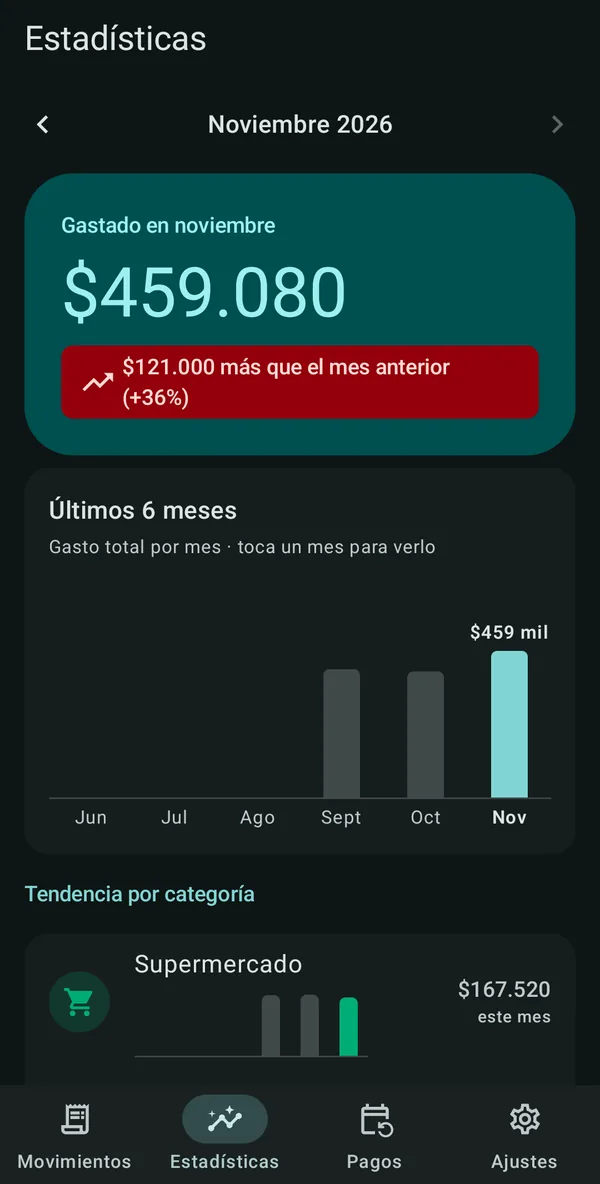 Estadísticas
Noviembre 2026
Gastado en noviembre
$459.080
$121.000 más que el mes anterior
(+36%)
Últimos 6 meses
Gasto total por mes · toca un mes para verlo
$459 mil
Jun Jul Ago Sept Oct Nov
Tendencia por categoría
Supermercado
$167.520
este mes
Movimientos Estadísticas Pagos Ajustes